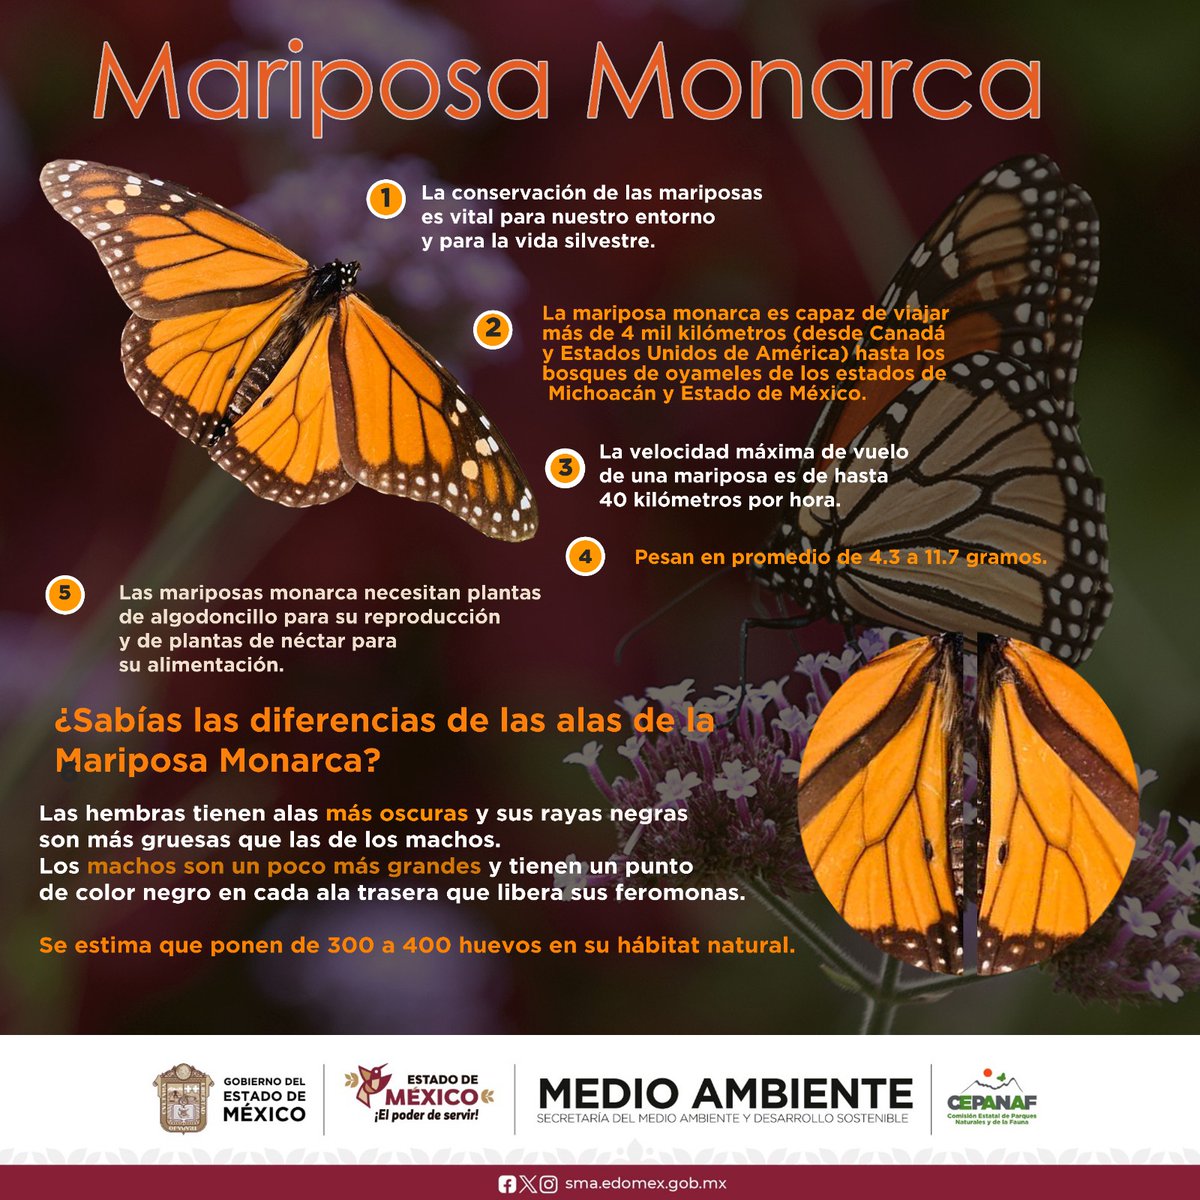 Mariposa Monarca
1
La conservación de las mariposas
es vital para nuestro entorno
y para la vida silvestre.
2
La mariposa monarca es capaz de viajar
más de 4 mil kilómetros (desde Canadá
y Estados Unidos de América) hasta los
bosques de oyameles de los estados de
Michoacán y Estado de México.
3
La velocidad máxima de vuelo
de una mariposa es de hasta
40 kilómetros por hora.
4
Pesan en promedio de 4.3 a 11.7 gramos.
5
Las mariposas monarca necesitan plantas
de algodoncillo para su reproducción
y de plantas de néctar para
su alimentación.
¿Sabías las diferencias de las alas de la
Mariposa Monarca?
Las hembras tienen alas más oscuras y sus rayas negras
son más gruesas que las de los machos.
Los machos son un poco más grandes y tienen un punto
de color negro en cada ala trasera que libera sus feromonas.
Se estima que ponen de 300 a 400 huevos en su hábitat natural.
GOBIERNO DEL
ESTADO DE
MÉXICO
ESTADO DE
MÉXICO
¡El poder de servir!
MEDIO AMBIENTE
SECRETARÍA DEL MEDIO AMBIENTE Y DESARROLLO SOSTENIBLE
CEPANAF
Comisión Estatal de Parques
Naturales y de la Fauna
sma.edomex.gob.mx